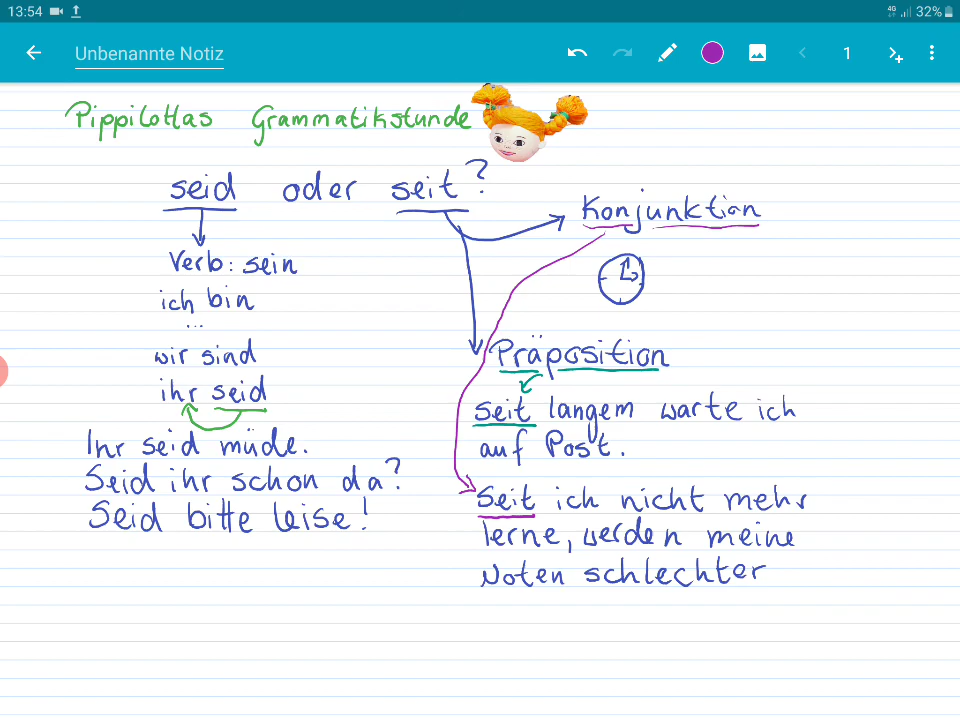 13:54
4G
32%
Unbenannte Notiz
1
Pippilottas Grammatikstunde
seid oder seit?
Konjunktion
Verb: sein
ich bin
...
wir sind
ihr seid
Ihr seid müde.
Seid ihr schon da?
Seid bitte leise!
Präposition
Seit langem warte ich
auf Post.
Seit ich nicht mehr
lerne, werden meine
Noten schlechter